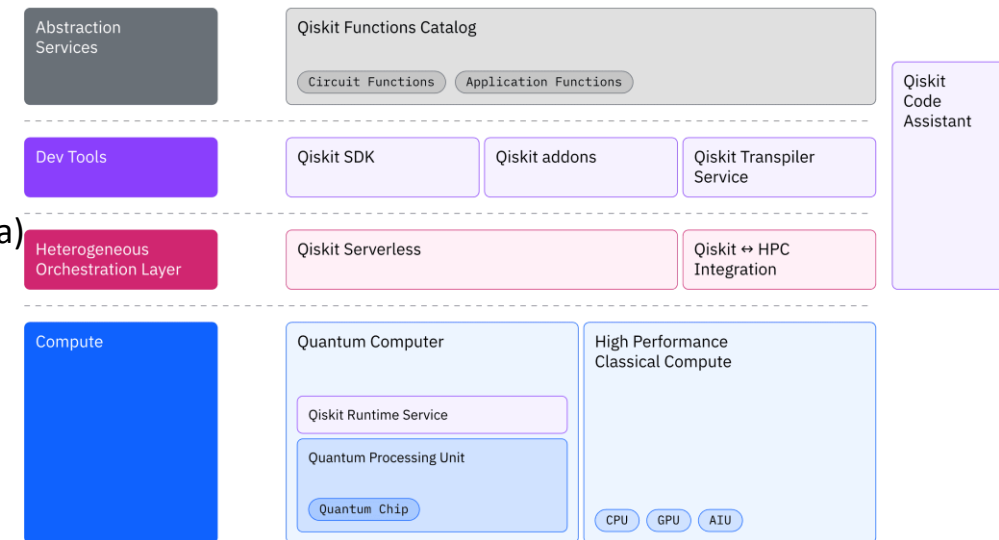 Abstraction
Services
Qiskit Functions Catalog
Circuit Functions
Application Functions
Qiskit
Code
Assistant
Dev Tools
Qiskit SDK
Qiskit addons
Qiskit Transpiler
Service
a)
Heterogeneous
Orchestration Layer
Qiskit Serverless
Qiskit ↔ HPC
Integration
Compute
Quantum Computer
Qiskit Runtime Service
Quantum Processing Unit
Quantum Chip
High Performance
Classical Compute
CPU
GPU
AIU